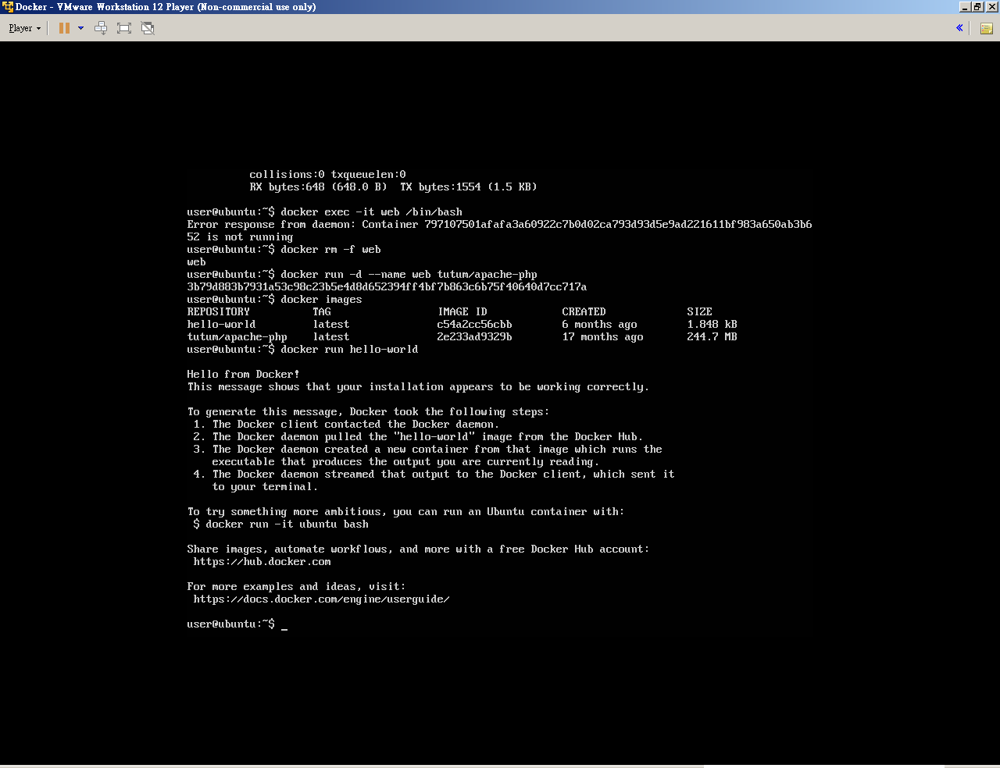 Docker - VMware Workstation 12 Player (Non-commercial use only)
Player
collisions:0 txqueuelen:0
RX bytes:648 (648.0 B)  TX bytes:1554 (1.5 KB)
user@ubuntu:~$ docker exec -it web /bin/bash
Error response from daemon: Container 797107501afafa3a60922c7b0d02ca793d93d5e9ad221611bf983a650ab3b6
52 is not running
user@ubuntu:~$ docker rm -f web
web
user@ubuntu:~$ docker run -d --name web tutum/apache-php
3b79d883b7931a53c98c23b5e4d8d652394ff4bf7b863c6b75f40640d7cc717a
user@ubuntu:~$ docker images
REPOSITORY          TAG                 IMAGE ID            CREATED             SIZE
hello-world         latest              c54a2cc56cbb        6 months ago        1.848 kB
tutum/apache-php    latest              2e233ad9329b        17 months ago       244.7 MB
user@ubuntu:~$ docker run hello-world
Hello from Docker!
This message shows that your installation appears to be working correctly.
To generate this message, Docker took the following steps:
1. The Docker client contacted the Docker daemon.
2. The Docker daemon pulled the "hello-world" image from the Docker Hub.
3. The Docker daemon created a new container from that image which runs the
executable that produces the output you are currently reading.
4. The Docker daemon streamed that output to the Docker client, which sent it
to your terminal.
To try something more ambitious, you can run an Ubuntu container with:
$ docker run -it ubuntu bash
Share images, automate workflows, and more with a free Docker Hub account:
https://hub.docker.com
For more examples and ideas, visit:
https://docs.docker.com/engine/userguide/
user@ubuntu:~$ _